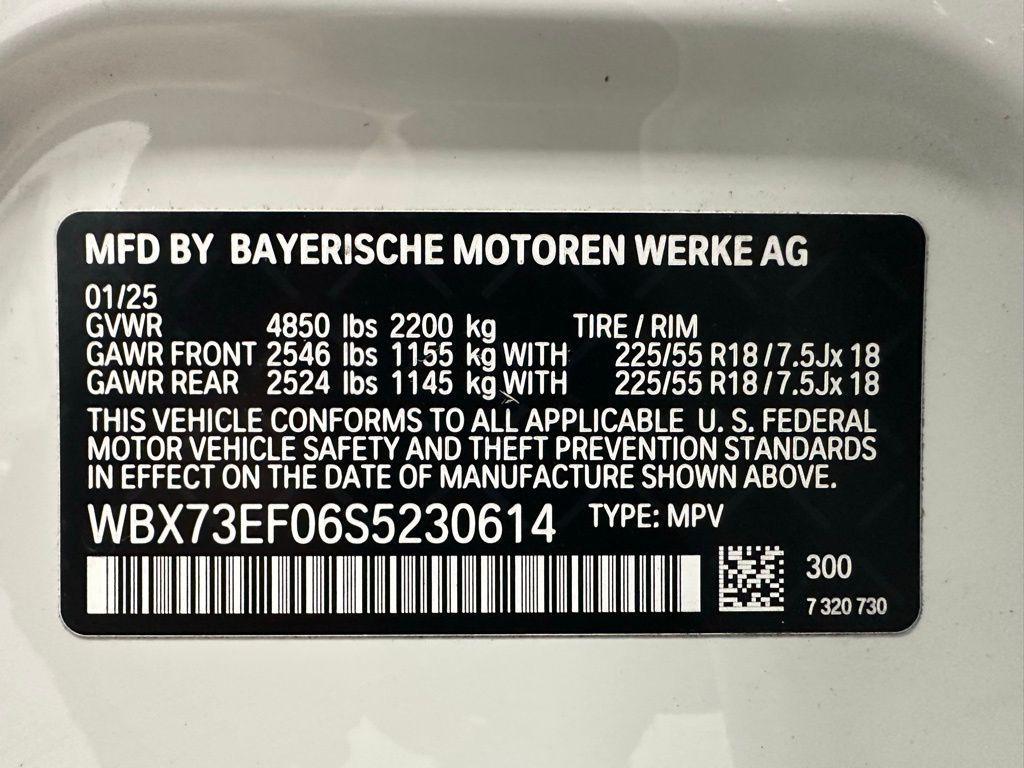 MFD BY BAYERISCHE MOTOREN WERKE AG
01/25
GVWR 4850 lbs 2200 kg TIRE / RIM
GAWR FRONT 2546 lbs 1155 kg WITH 225/55 R18 / 7.5Jx 18
GAWR REAR 2524 lbs 1145 kg WITH 225/55 R18 / 7.5Jx 18
THIS VEHICLE CONFORMS TO ALL APPLICABLE U. S. FEDERAL
MOTOR VEHICLE SAFETY AND THEFT PREVENTION STANDARDS
IN EFFECT ON THE DATE OF MANUFACTURE SHOWN ABOVE.
WBX73EF06S5230614 TYPE: MPV
300
7 320 730